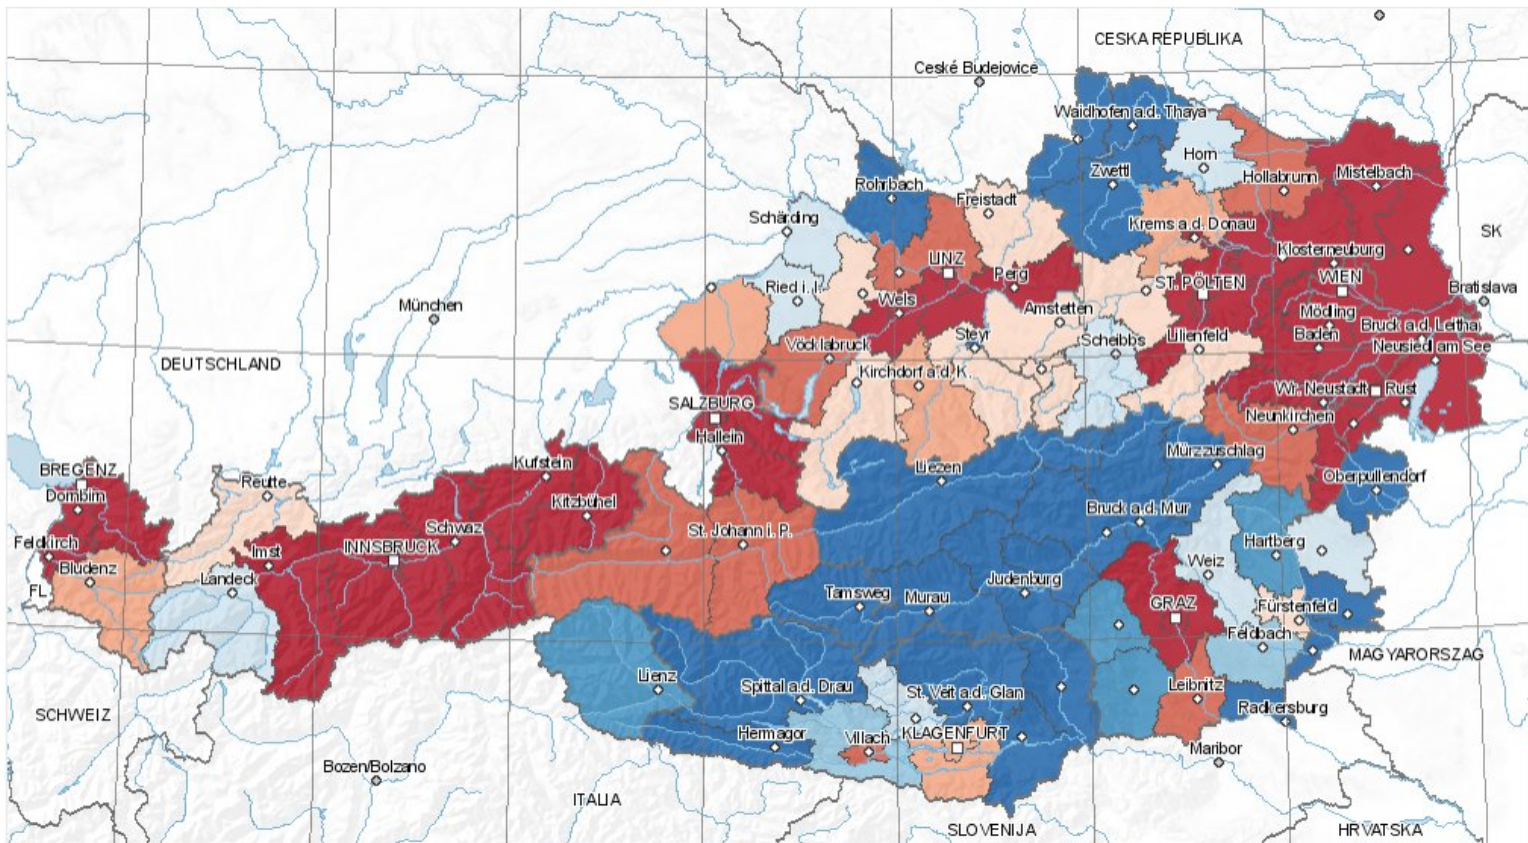 CESKA REPUBLIKA
Ceské Budejovice
Waidhofen a.d. Thaya
Horn
Zwettl
Hollabrunn
Mistelbach
Rohrbach
Freistadt
Schärding
Krems a.d. Donau
SK
Klosterneuburg
LINZ
Perg
ST. PÖLTEN
WIEN
Ried i. I.
Bratislava
München
Wels
Amstetten
Mödling
Bruck a.d. Leitha
Steyr
Lilienfeld
Baden
Scheibbs
Vöcklabruck
Neusiedl am See
DEUTSCHLAND
Kirchdorf a.d. K.
Wr. Neustadt
Rust
SALZBURG
Neunkirchen
Hallein
Mürzzuschlag
Kufstein
Liezen
BREGENZ
Oberpullendorf
Reutte
Dornbirn
Kitzbühel
Bruck a.d. Mur
Schwaz
St. Johann i. P.
Hartberg
Feldkirch
INNSBRUCK
Imst
Bludenz
Landeck
Weiz
Judenburg
FL
Tamsweg
Murau
GRAZ
Fürstenfeld
Feldbach
MAGYARORSZAG
Lienz
Spittal a.d. Drau
St. Veit a.d. Glan
Leibnitz
Radkersburg
SCHWEIZ
Hermagor
Villach
KLAGENFURT
Maribor
Bozen/Bolzano
ITALIA
SLOVENIJA
HRVATSKA